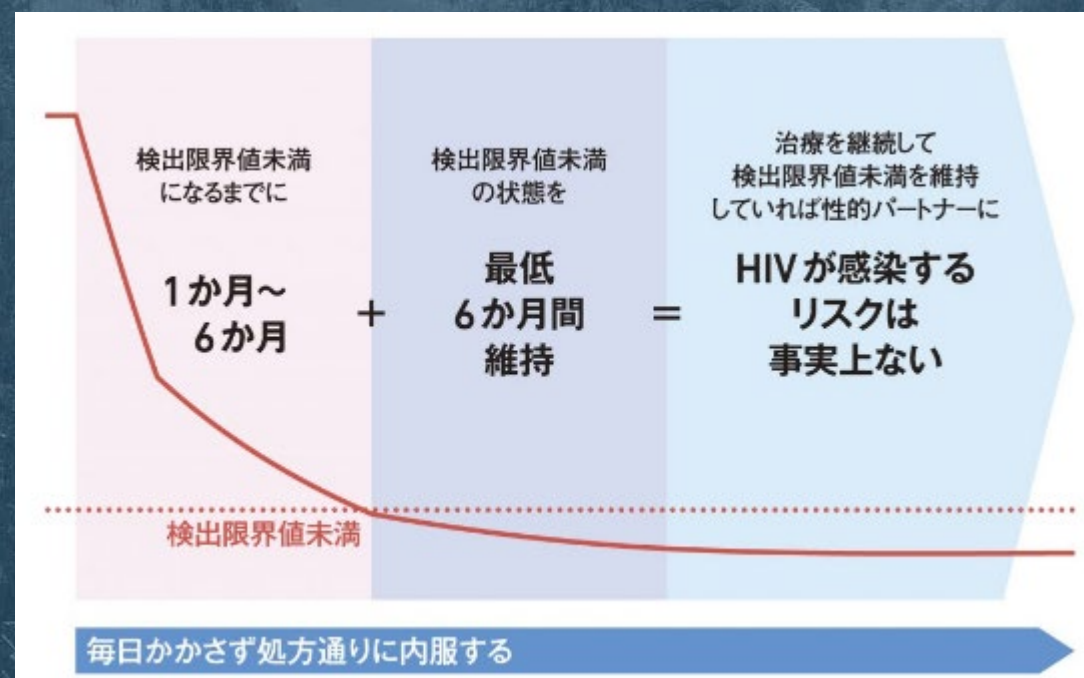 検出限界値未満
になるまでに
1か月〜
6か月
+
検出限界値未満
の状態を
最低
6か月間
維持
=
治療を継続して
検出限界値未満を維持
していれば性的パートナーに
HIVが感染する
リスクは
事実上ない
検出限界値未満
毎日かかさず処方通りに内服する